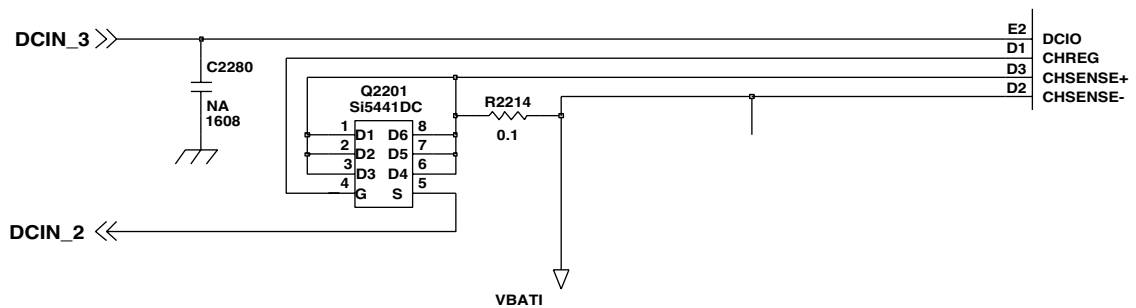 DCIN_3
E2 DCIO
D1 CHREG
D3 CHSENSE+
D2 CHSENSE-
C2280
NA
1608
Q2201
Si5441DC
R2214
0.1
1 D1 D6 8
2 D2 D5 7
3 D3 D4 6
4 G S 5
DCIN_2
VBATI